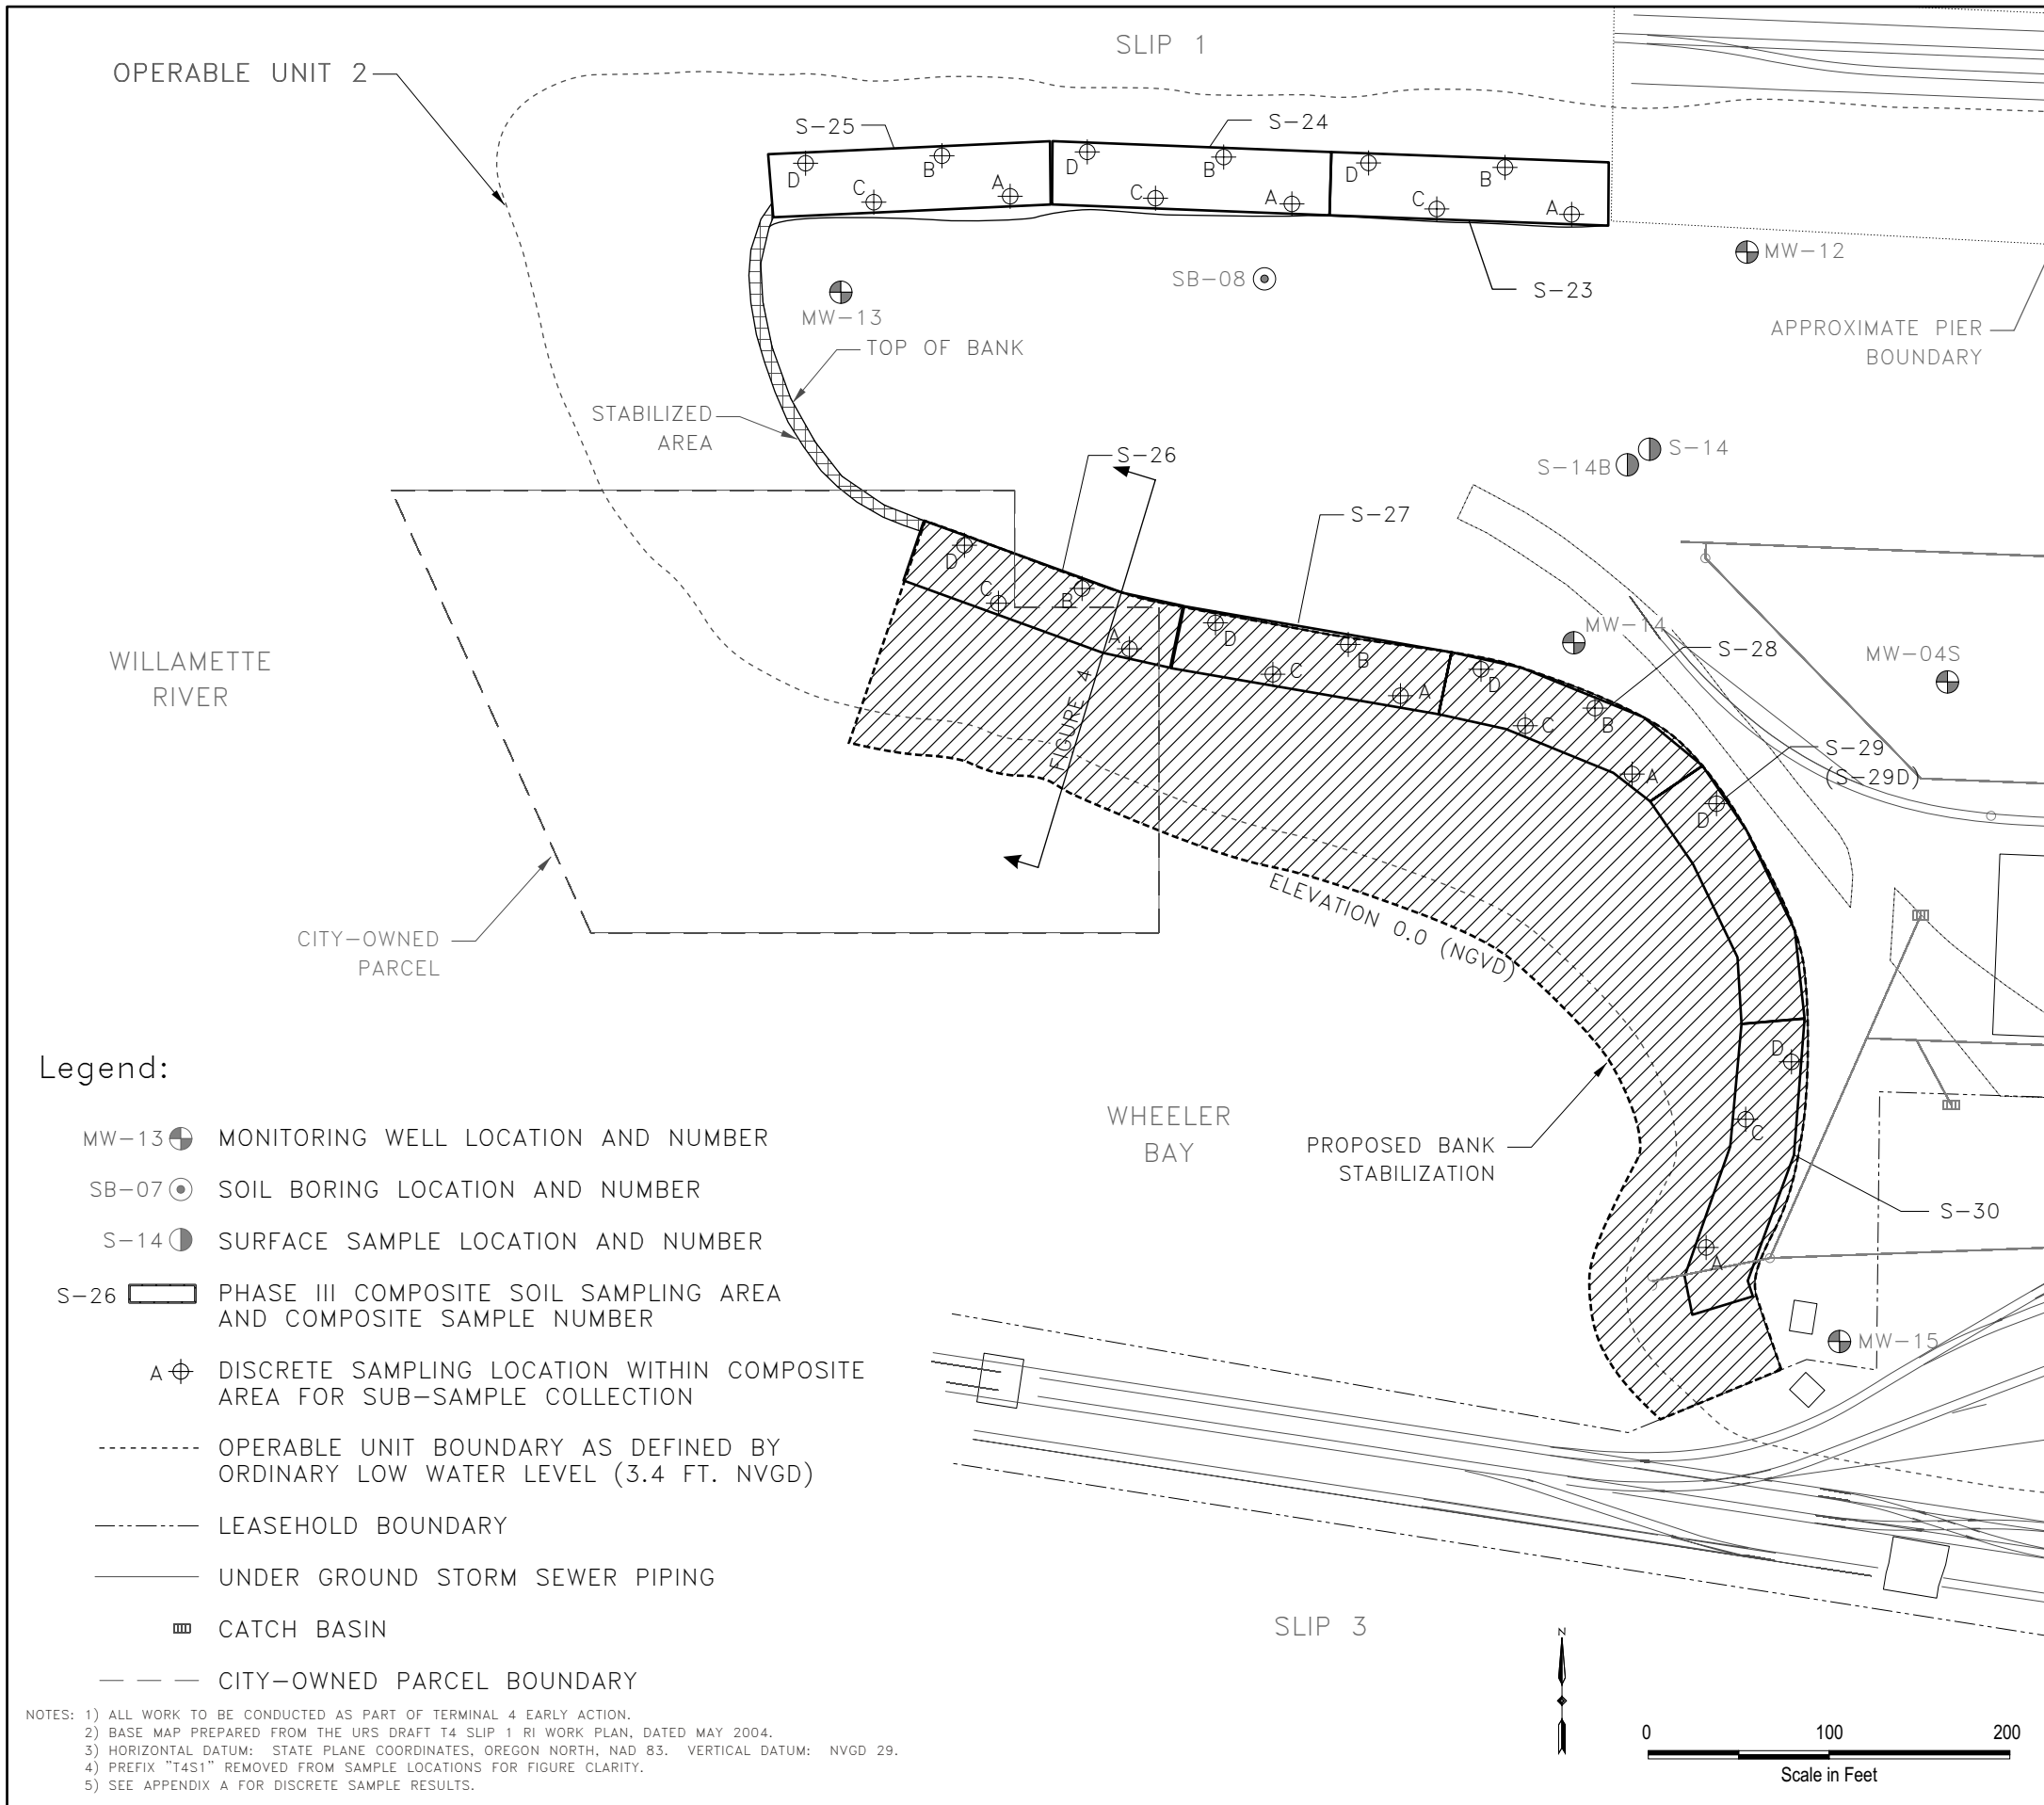 SLIP 1
OPERABLE UNIT 2
S-25
S-24
D
B
C
A
D
B
C
A
D
B
C
A
MW-12
SB-08
S-23
MW-13
APPROXIMATE PIER
BOUNDARY
TOP OF BANK
STABILIZED
AREA
S-26
S-14
S-14B
S-27
D
C
B
A
D
B
C
A
MW-14
S-28
MW-04S
D
B
C
A
WILLAMETTE
RIVER
FIGURE 4
S-29
(S-29D)
D
ELEVATION 0.0 (NGVD)
CITY-OWNED
PARCEL
D
C
A
WHEELER
BAY
PROPOSED BANK
STABILIZATION
S-30
MW-15
SLIP 3
Legend:
MW-13 MONITORING WELL LOCATION AND NUMBER
SB-07 SOIL BORING LOCATION AND NUMBER
S-14 SURFACE SAMPLE LOCATION AND NUMBER
S-26 PHASE III COMPOSITE SOIL SAMPLING AREA
AND COMPOSITE SAMPLE NUMBER
A DISCRETE SAMPLING LOCATION WITHIN COMPOSITE
AREA FOR SUB-SAMPLE COLLECTION
OPERABLE UNIT BOUNDARY AS DEFINED BY
ORDINARY LOW WATER LEVEL (3.4 FT. NVGD)
LEASEHOLD BOUNDARY
UNDER GROUND STORM SEWER PIPING
CATCH BASIN
CITY-OWNED PARCEL BOUNDARY
NOTES: 1) ALL WORK TO BE CONDUCTED AS PART OF TERMINAL 4 EARLY ACTION.
2) BASE MAP PREPARED FROM THE URS DRAFT T4 SLIP 1 RI WORK PLAN, DATED MAY 2004.
3) HORIZONTAL DATUM: STATE PLANE COORDINATES, OREGON NORTH, NAD 83. VERTICAL DATUM: NVGD 29.
4) PREFIX "T4S1" REMOVED FROM SAMPLE LOCATIONS FOR FIGURE CLARITY.
5) SEE APPENDIX A FOR DISCRETE SAMPLE RESULTS.
N
0 100 200
Scale in Feet